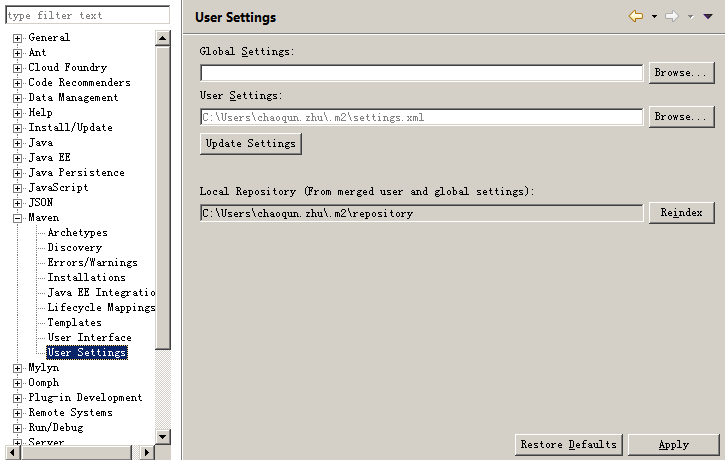 type filter text
General
Ant
Cloud Foundry
Code Recommenders
Data Management
Help
Install/Update
Java
Java EE
Java Persistence
JavaScript
JSON
Maven
Archetypes
Discovery
Errors/Warnings
Installations
Java EE Integratio
Lifecycle Mappings
Templates
User Interface
User Settings
Mylyn
Oomph
Plug-in Development
Remote Systems
Run/Debug
Server
User Settings
Global Settings:
Browse...
User Settings:
C:\Users\chaoqun.zhu\.m2\settings.xml
Browse...
Update Settings
Local Repository (From merged user and global settings):
C:\Users\chaoqun.zhu\.m2\repository
Reindex
Restore Defaults
Apply